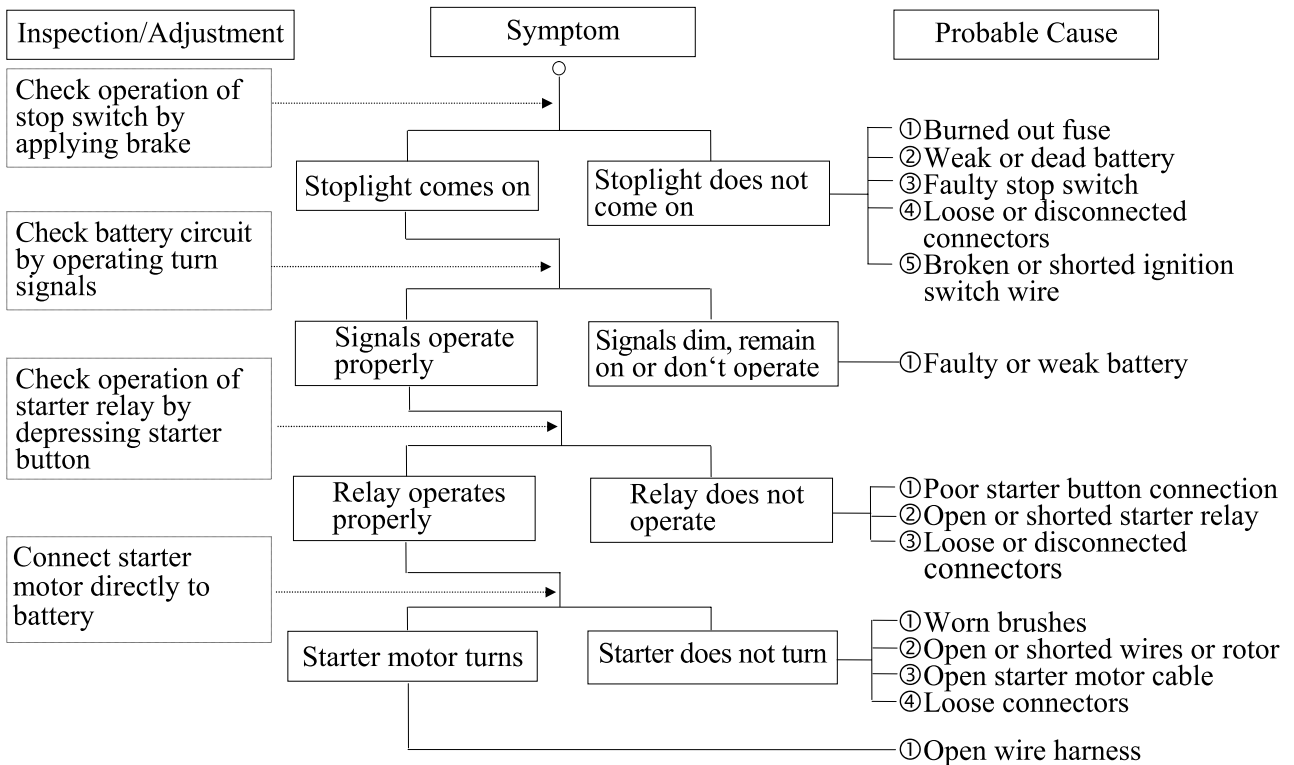 Inspection/Adjustment
Symptom
Probable Cause
Check operation of
stop switch by
applying brake
Stoplight comes on
Stoplight does not
come on
①Burned out fuse
②Weak or dead battery
③Faulty stop switch
④Loose or disconnected
connectors
⑤Broken or shorted ignition
switch wire
Check battery circuit
by operating turn
signals
Signals operate
properly
Signals dim, remain
on or don‘t operate
①Faulty or weak battery
Check operation of
starter relay by
depressing starter
button
Relay operates
properly
Relay does not
operate
①Poor starter button connection
②Open or shorted starter relay
③Loose or disconnected
connectors
Connect starter
motor directly to
battery
Starter motor turns
Starter does not turn
①Worn brushes
②Open or shorted wires or rotor
③Open starter motor cable
④Loose connectors
①Open wire harness